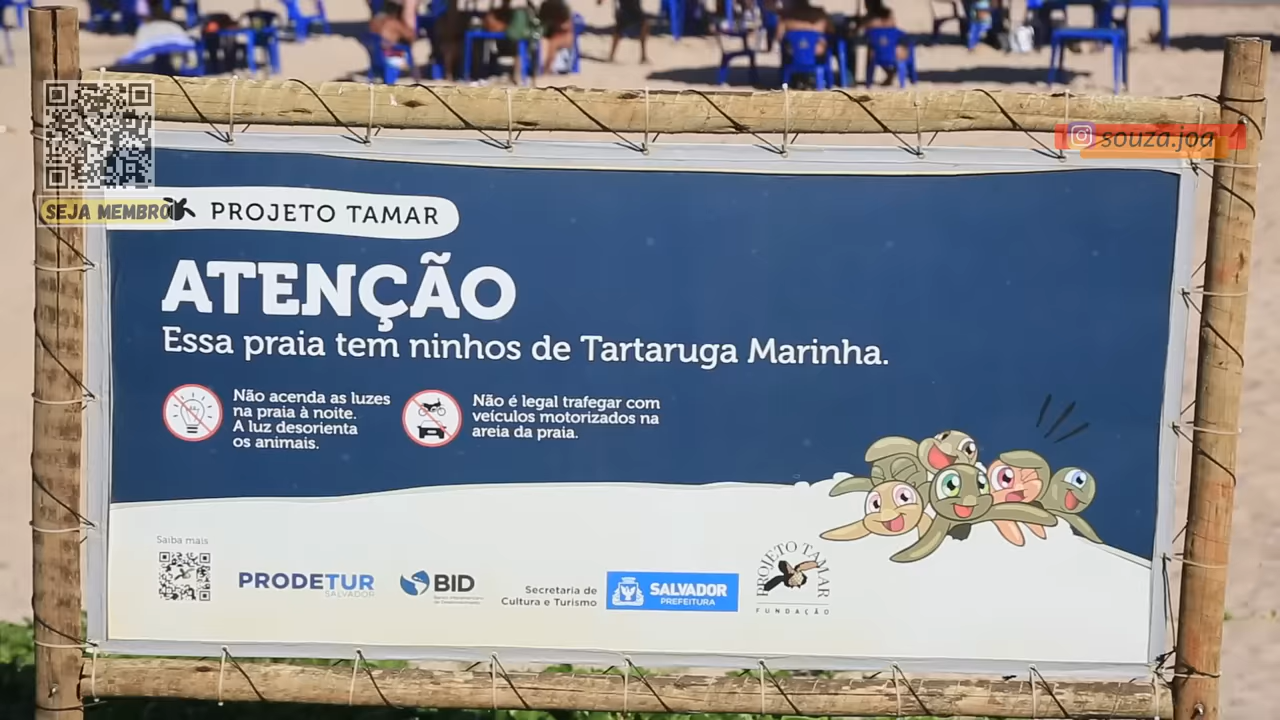 souza.joa
SEJA MEMBRO
PROJETO TAMAR
ATENÇÃO
Essa praia tem ninhos de Tartaruga Marinha.
Não acenda as luzes
na praia à noite.
A luz desorienta
os animais.
Não é legal trafegar com
veículos motorizados na
areia da praia.
Saiba mais
PRODETUR
SALVADOR
BID
Secretaria de
Cultura e Turismo
SALVADOR
PREFEITURA
PROJETO TAMAR
FUNDAÇÃO